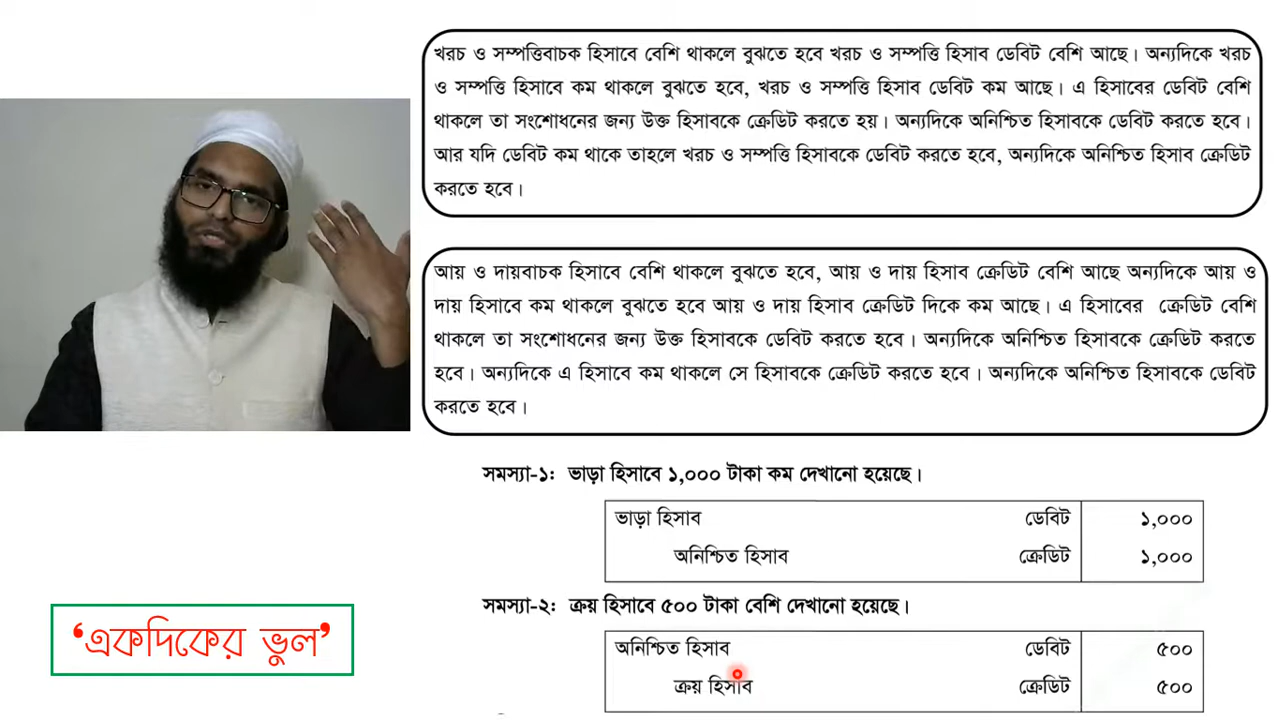 খরচ ও সম্পত্তিবাচক হিসাবে বেশি থাকলে বুঝতে হবে খরচ ও সম্পত্তি হিসাব ডেবিট বেশি আছে। অন্যদিকে খরচ
ও সম্পত্তি হিসাবে কম থাকলে বুঝতে হবে, খরচ ও সম্পত্তি হিসাব ডেবিট কম আছে। এ হিসাবের ডেবিট বেশি
থাকলে তা সংশোধনের জন্য উক্ত হিসাবকে ক্রেডিট করতে হয়। অন্যদিকে অনিশ্চিত হিসাবকে ডেবিট করতে হবে।
আর যদি ডেবিট কম থাকে তাহলে খরচ ও সম্পত্তি হিসাবকে ডেবিট করতে হবে, অন্যদিকে অনিশ্চিত হিসাব ক্রেডিট
করতে হবে।
আয় ও দায়বাচক হিসাবে বেশি থাকলে বুঝতে হবে, আয় ও দায় হিসাব ক্রেডিট বেশি আছে অন্যদিকে আয় ও
দায় হিসাবে কম থাকলে বুঝতে হবে আয় ও দায় হিসাব ক্রেডিট দিকে কম আছে। এ হিসাবের ক্রেডিট বেশি
থাকলে তা সংশোধনের জন্য উক্ত হিসাবকে ডেবিট করতে হবে। অন্যদিকে অনিশ্চিত হিসাবকে ক্রেডিট করতে
হবে। অন্যদিকে এ হিসাবে কম থাকলে সে হিসাবকে ক্রেডিট করতে হবে। অন্যদিকে অনিশ্চিত হিসাবকে ডেবিট
করতে হবে।
সমস্যা-১: ভাড়া হিসাবে ১,০০০ টাকা কম দেখানো হয়েছে।
ভাড়া হিসাব ডেবিট ১,০০০
অনিশ্চিত হিসাব ক্রেডিট ১,০০০
সমস্যা-২: ক্রয় হিসাবে ৫০০ টাকা বেশি দেখানো হয়েছে।
অনিশ্চিত হিসাব ডেবিট ৫০০
ক্রয় হিসাব ক্রেডিট ৫০০
‘একদিকের ভুল’